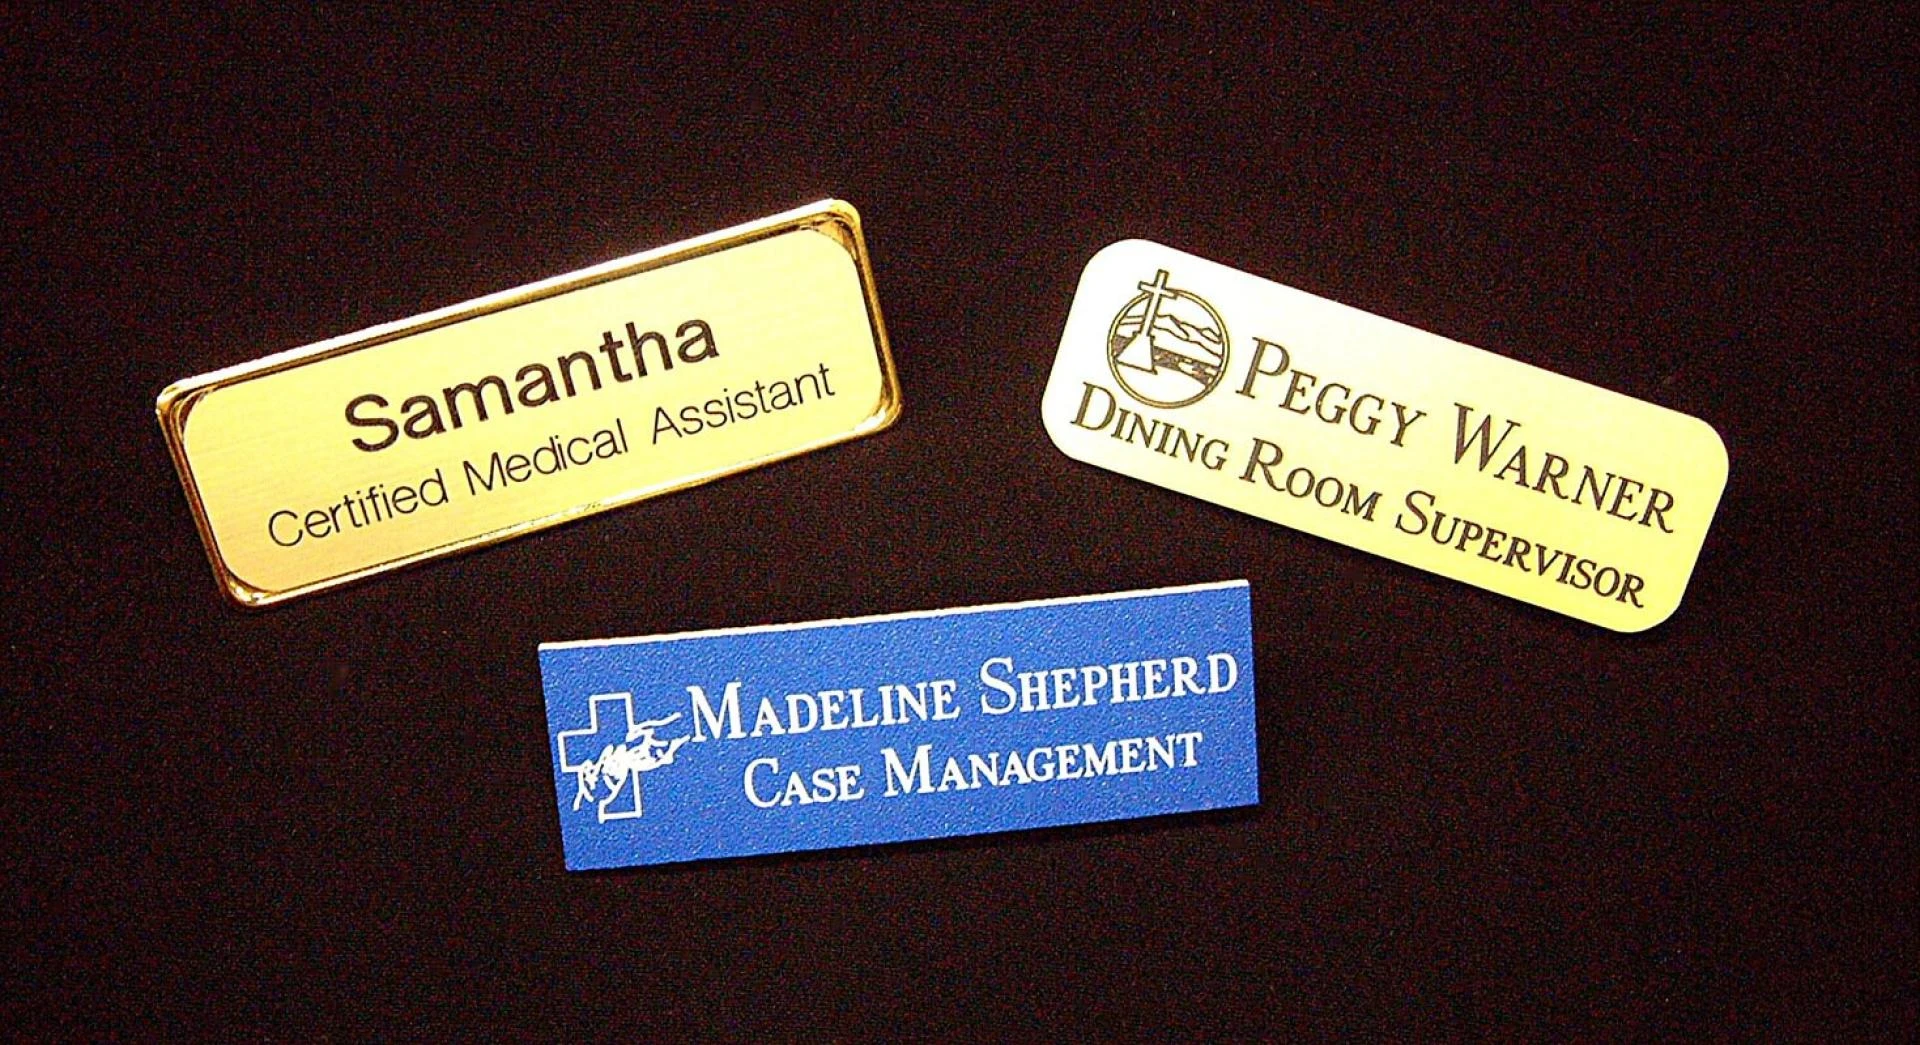 Samantha
Certified Medical Assistant
PEGGY WARNER
DINING ROOM SUPERVISOR
MADELINE SHEPHERD
CASE MANAGEMENT